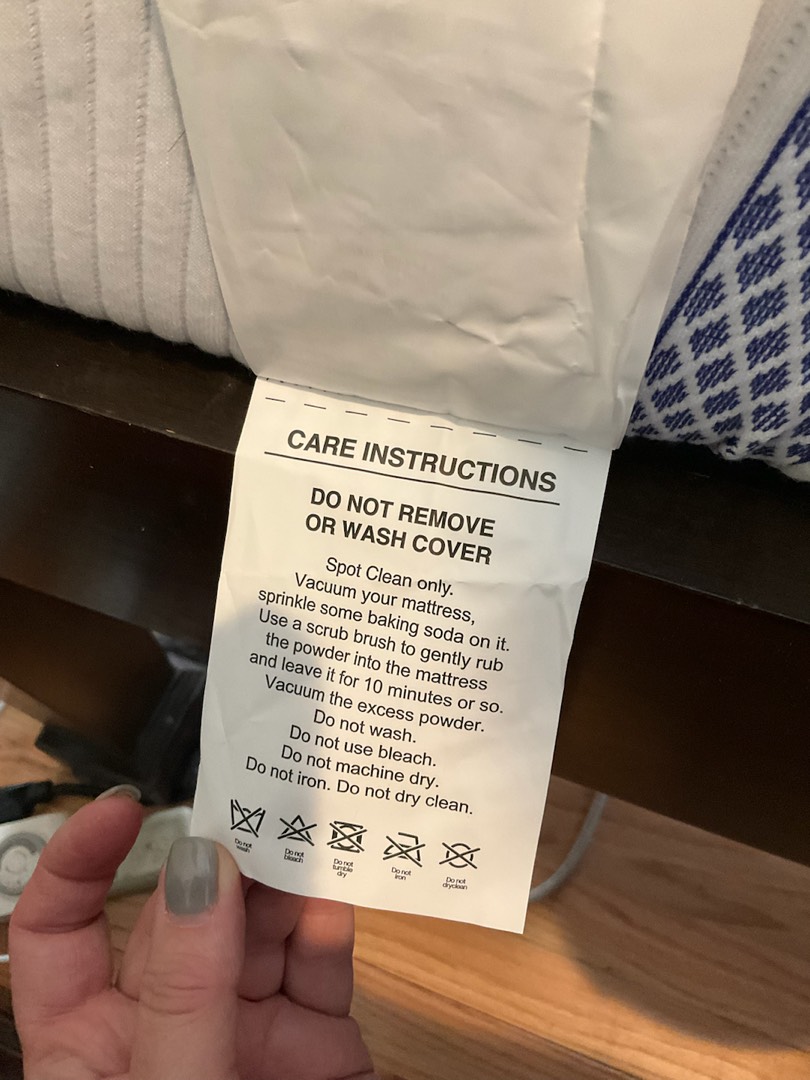 CARE INSTRUCTIONS
DO NOT REMOVE
OR WASH COVER
Spot Clean only.
Vacuum your mattress,
sprinkle some baking soda on it.
Use a scrub brush to gently rub
the powder into the mattress
and leave it for 10 minutes or so.
Vacuum the excess powder.
Do not wash.
Do not use bleach.
Do not machine dry.
Do not iron. Do not dry clean.
Do not
wash
Do not
bleach
Do not
tumble
dry
Do not
iron
Do not
dryclean